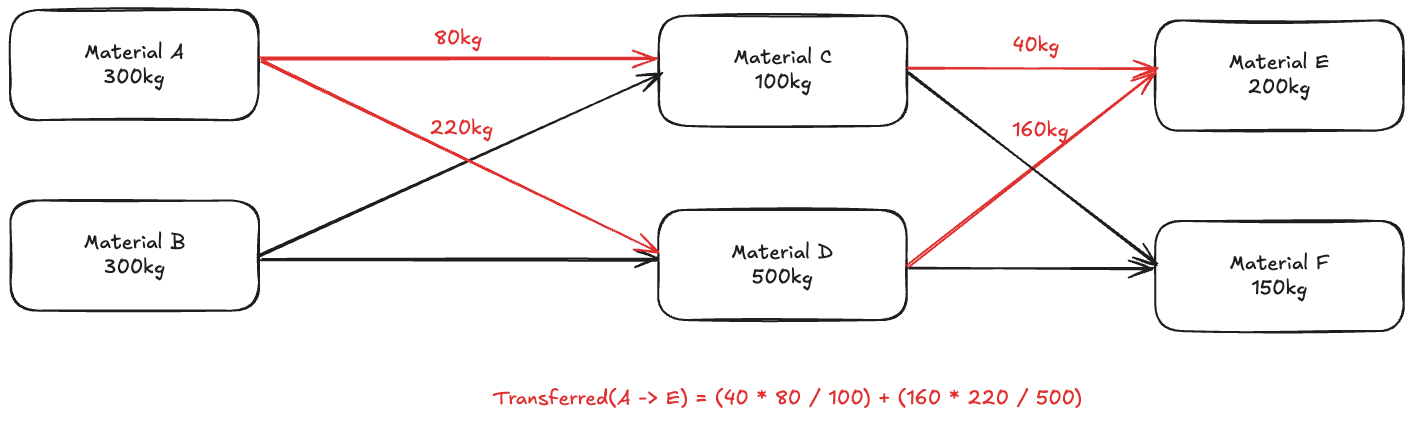 Material A
300kg
80kg
Material C
100kg
40kg
Material E
200kg
220kg
160kg
Material B
300kg
Material D
500kg
Material F
150kg
Transferred(A -> E) = (40 * 80 / 100) + (160 * 220 / 500)